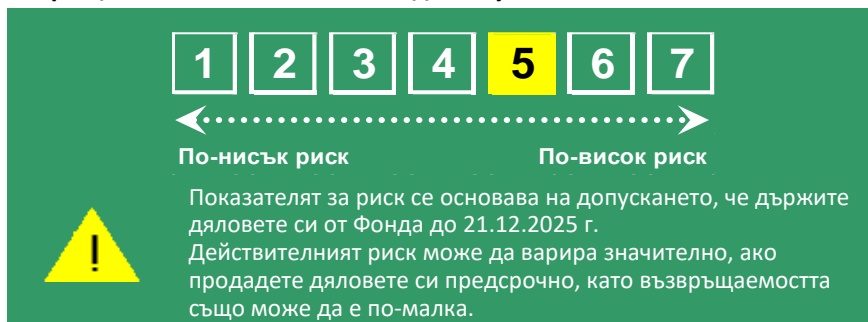 1 2 3 4 5 6 7
По-нисък риск По-висок риск
Показателят за риск се основава на допускането, че държите
дяловете си от Фонда до 21.12.2025 г.
Действителният риск може да варира значително, ако
продадете дяловете си предсрочно, като възвръщаемостта
също може да е по-малка.